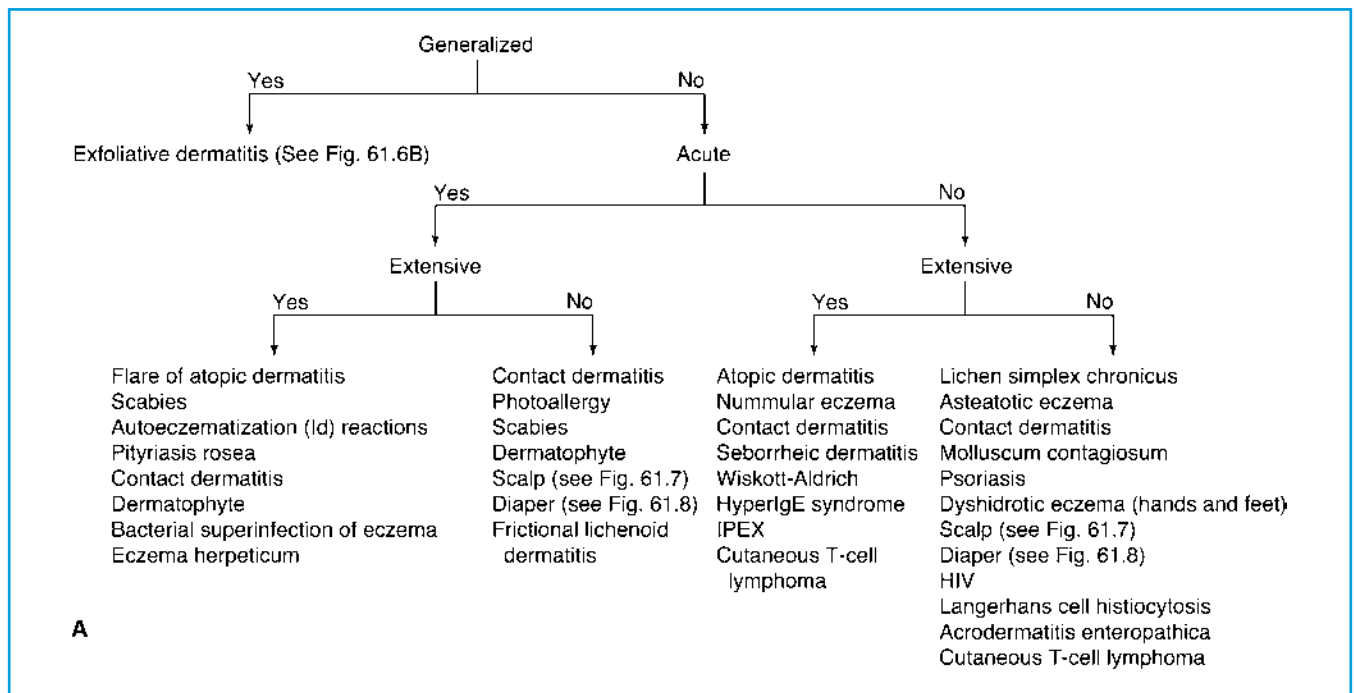 Generalized
Yes
No
Exfoliative dermatitis (See Fig. 61.6B)
Acute
Yes
No
Extensive
Extensive
Yes
No
Yes
No
Flare of atopic dermatitis
Scabies
Autoeczematization (Id) reactions
Pityriasis rosea
Contact dermatitis
Dermatophyte
Bacterial superinfection of eczema
Eczema herpeticum
Contact dermatitis
Photoallergy
Scabies
Dermatophyte
Scalp (see Fig. 61.7)
Diaper (see Fig. 61.8)
Frictional lichenoid
dermatitis
Atopic dermatitis
Nummular eczema
Contact dermatitis
Seborrheic dermatitis
Wiskott-Aldrich
HyperIgE syndrome
IPEX
Cutaneous T-cell
lymphoma
Lichen simplex chronicus
Asteatotic eczema
Contact dermatitis
Molluscum contagiosum
Psoriasis
Dyshidrotic eczema (hands and feet)
Scalp (see Fig. 61.7)
Diaper (see Fig. 61.8)
HIV
Langerhans cell histiocytosis
Acrodermatitis enteropathica
Cutaneous T-cell lymphoma
A